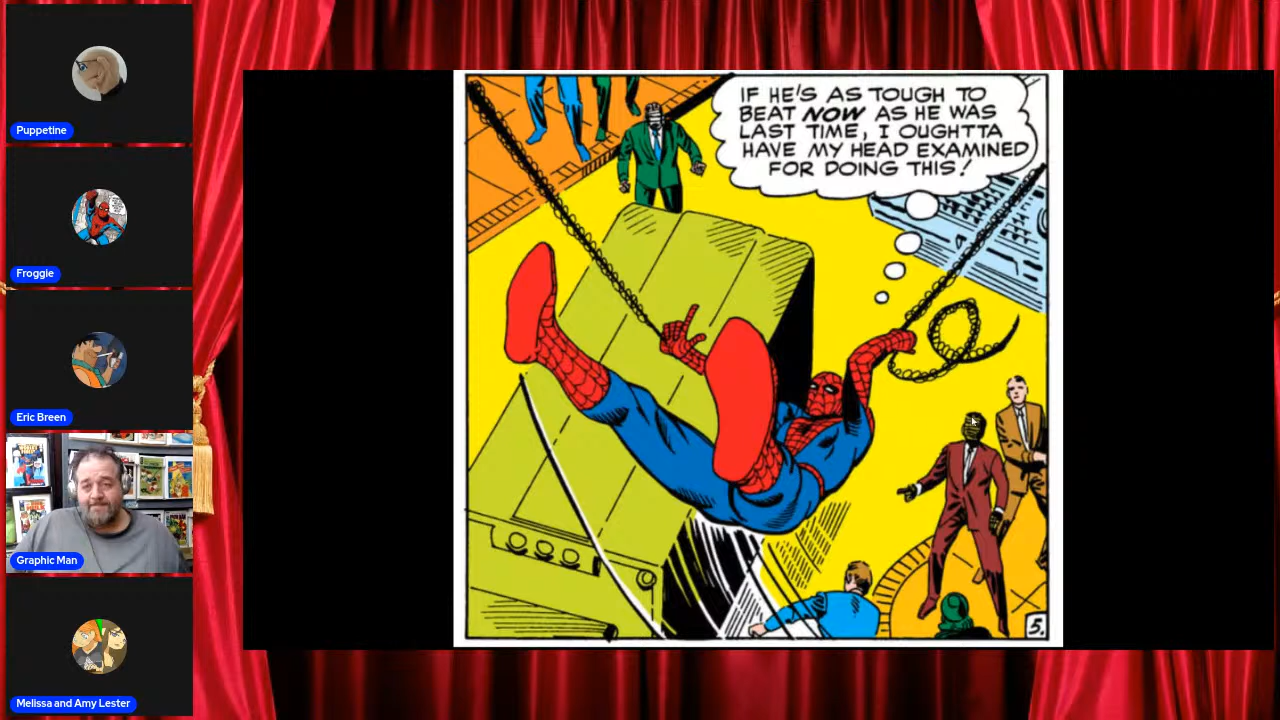 Puppetine
Froggie
Eric Breen
Graphic Man
Melissa and Amy Lester
IF HE'S AS TOUGH TO
BEAT NOW AS HE WAS
LAST TIME, I OUGHTTA
HAVE MY HEAD EXAMINED
FOR DOING THIS!
5.